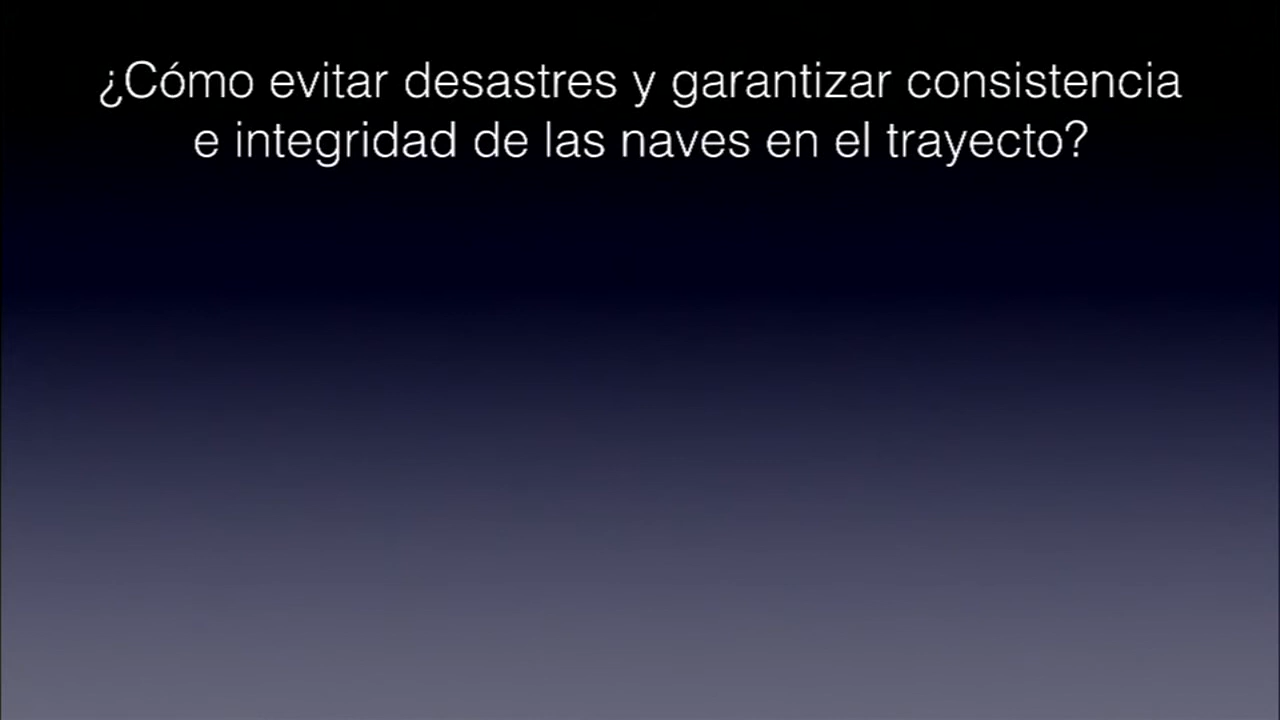 ¿Cómo evitar desastres y garantizar consistencia
e integridad de las naves en el trayecto?